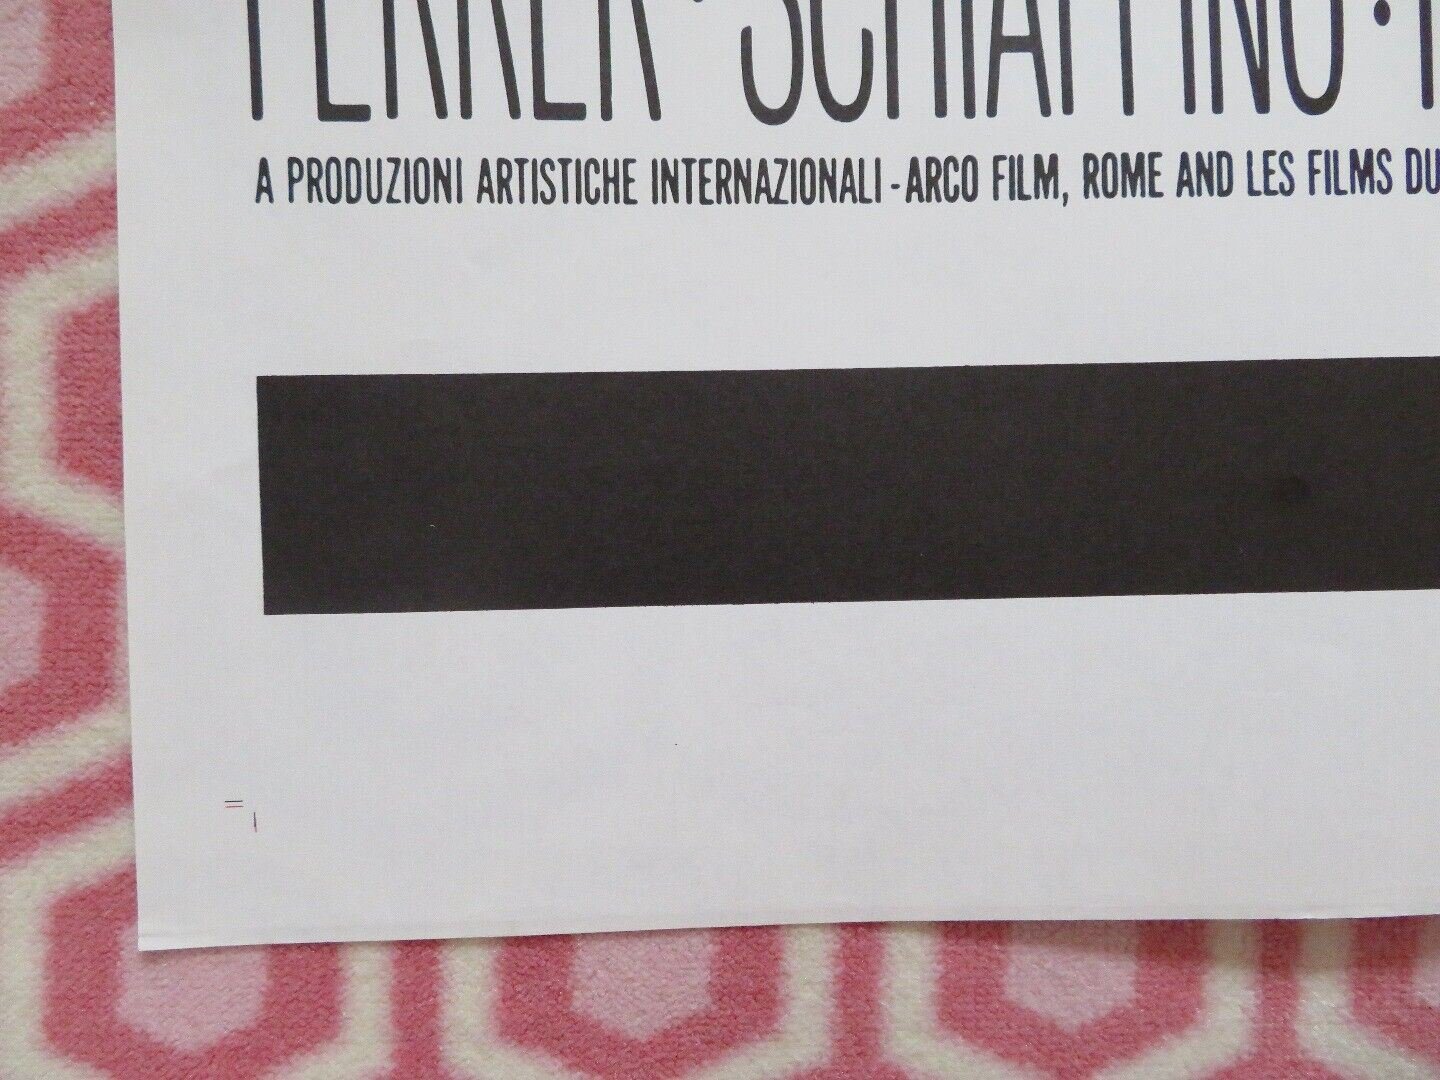 FERRER · SCHIAFFINO ·
A PRODUZIONI ARTISTICHE INTERNAZIONALI - ARCO FILM, ROME AND LES FILMS DU